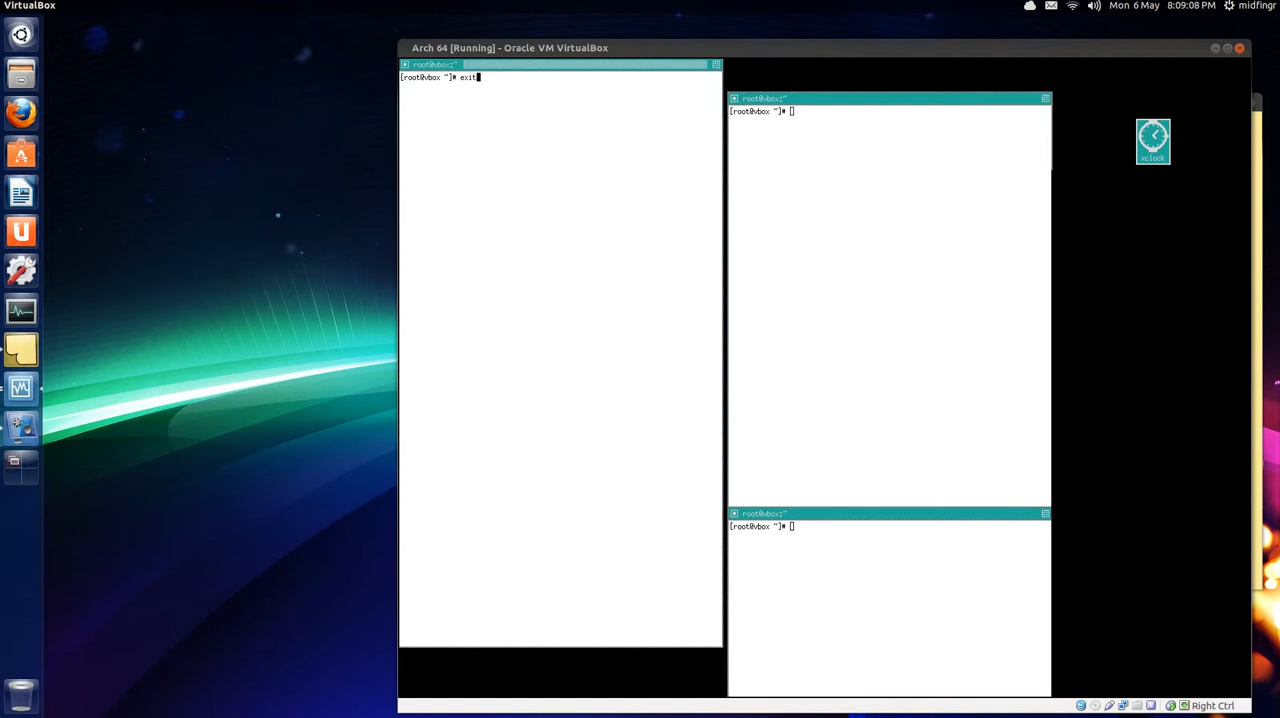 VirtualBox
Mon 6 May 8:09:08 PM midfingr
Arch 64 [Running] - Oracle VM VirtualBox
root@vbox:~
[root@vbox ~]# exit
root@vbox:~
[root@vbox ~]#
xclock
root@vbox:~
[root@vbox ~]#
Right Ctrl